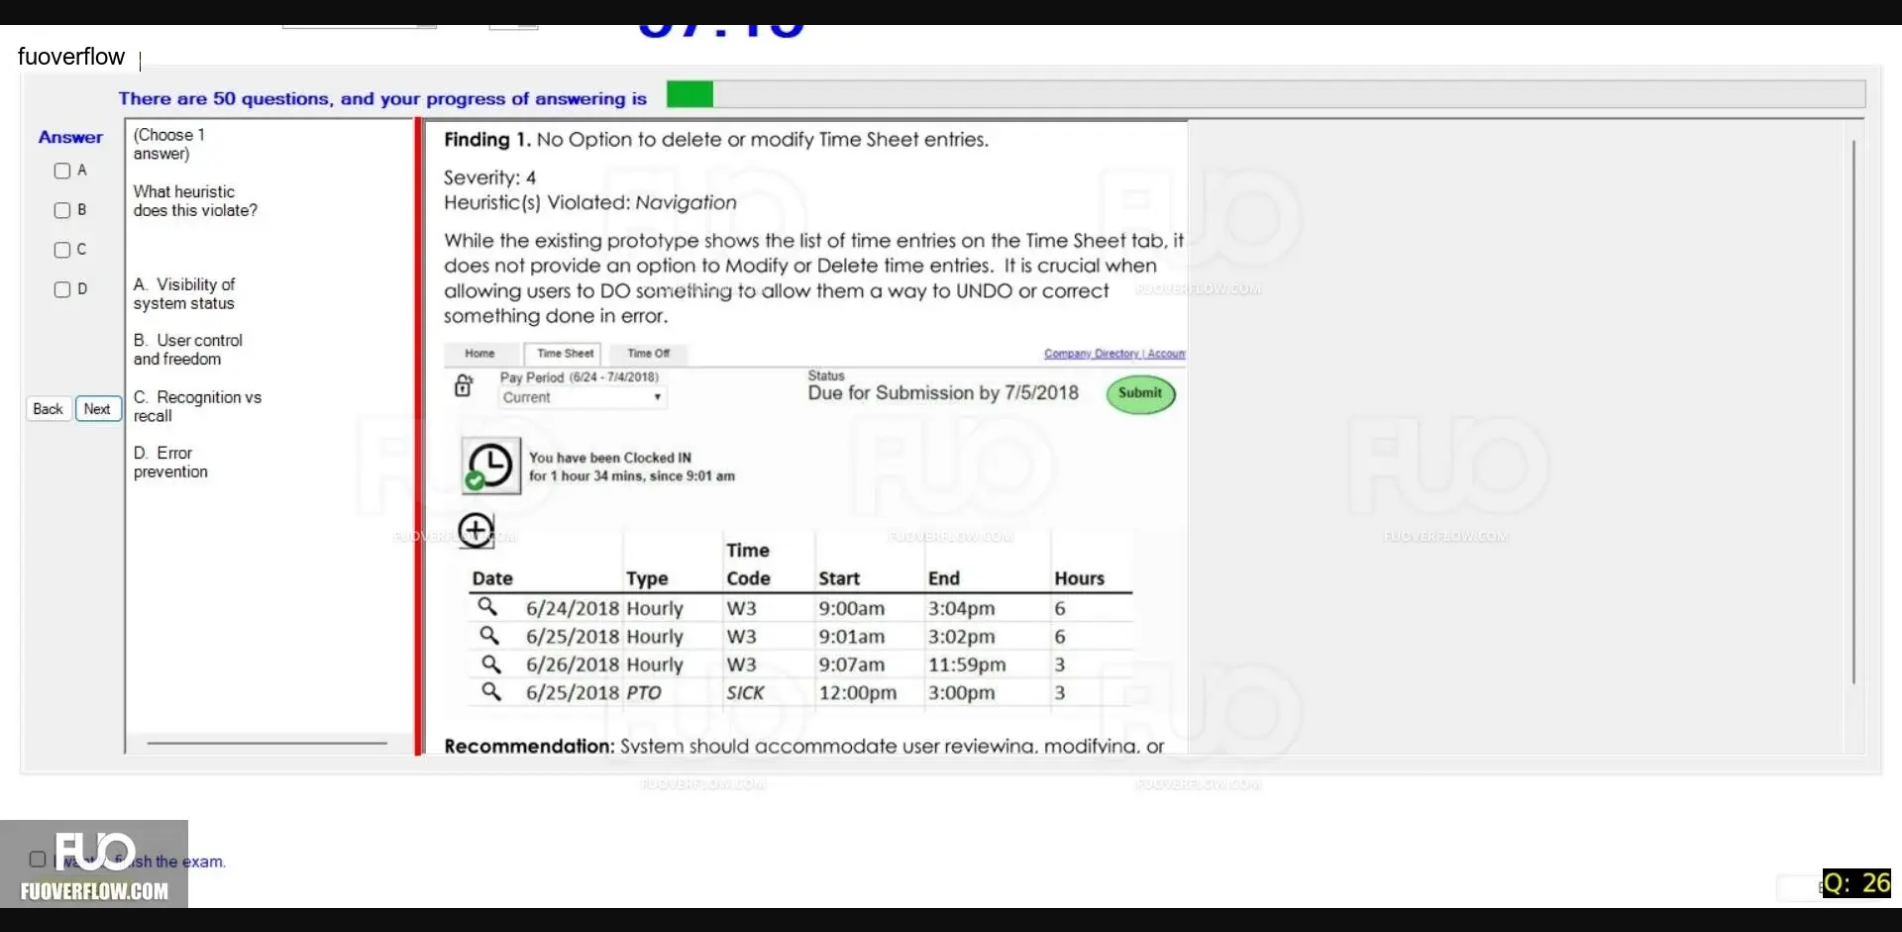 fuoverflow
There are 50 questions, and your progress of answering is
Answer
A
B
C
D
Back
Next
(Choose 1
answer)
What heuristic
does this violate?
A. Visibility of
system status
B. User control
and freedom
C. Recognition vs
recall
D. Error
prevention
Finding 1. No Option to delete or modify Time Sheet entries.
Severity: 4
Heuristic(s) Violated: Navigation
While the existing prototype shows the list of time entries on the Time Sheet tab, it
does not provide an option to Modify or Delete time entries. It is crucial when
allowing users to DO something to allow them a way to UNDO or correct
something done in error.
Home Time Sheet Time Off Company Directory | Accoun
Pay Period (6/24 - 7/4/2018)
Current
Status
Due for Submission by 7/5/2018
Submit
You have been Clocked IN
for 1 hour 34 mins, since 9:01 am
Date Type Time Code Start End Hours
6/24/2018 Hourly W3 9:00am 3:04pm 6
6/25/2018 Hourly W3 9:01am 3:02pm 6
6/26/2018 Hourly W3 9:07am 11:59pm 3
6/25/2018 PTO SICK 12:00pm 3:00pm 3
Recommendation: System should accommodate user reviewing, modifying, or
FUO
FUOVERFLOW.COM
the exam.
Q: 26